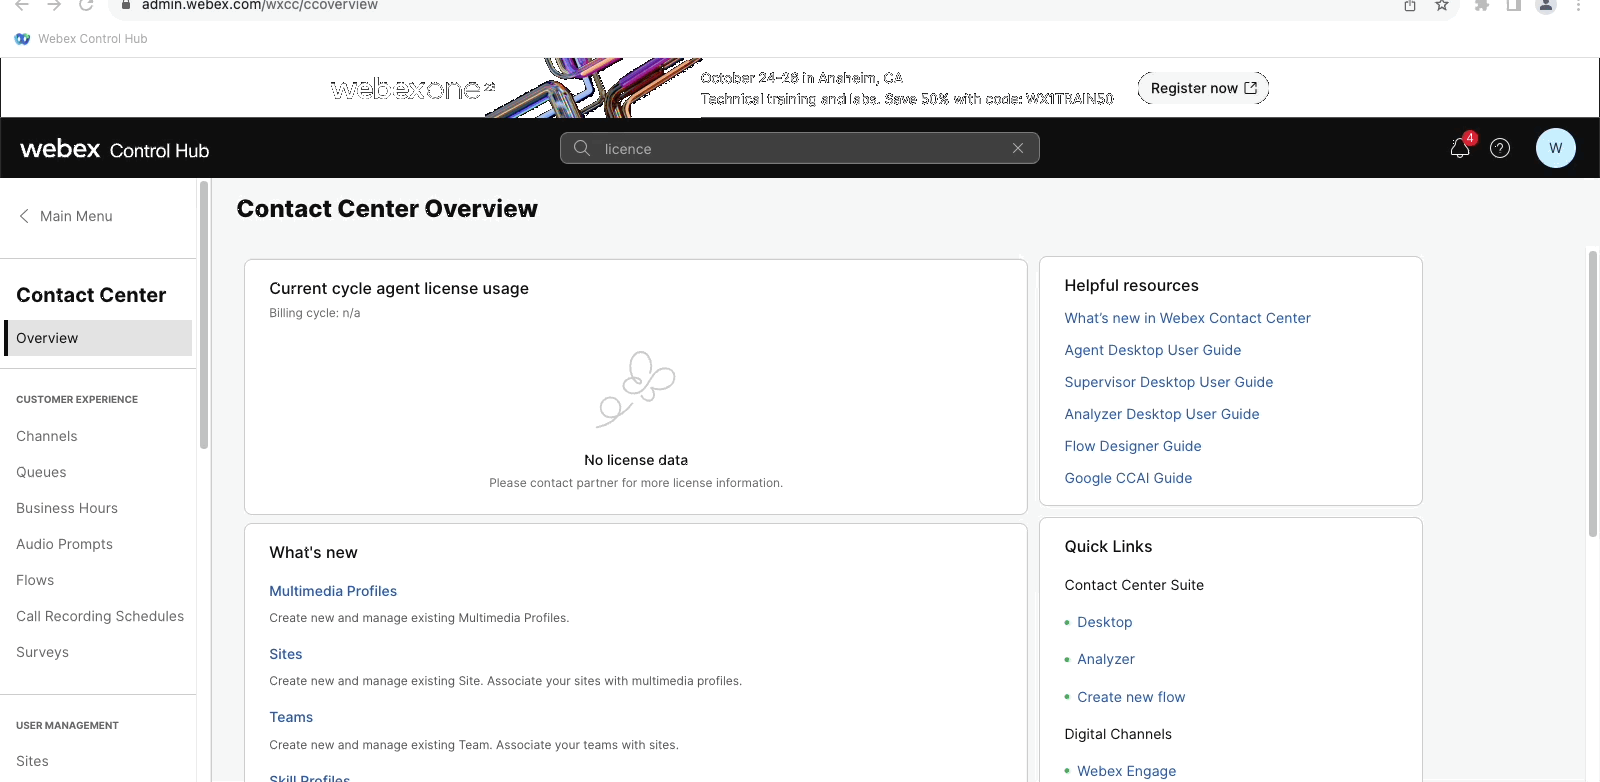 admin.webex.com/wxcc/ccoverview
Webex Control Hub
webexone
October 24-26 in Anaheim, CA
Technical training and labs. Save 50% with code: WX1TRAIN50
Register now
webex Control Hub
licence
4
W
Main Menu
Contact Center
Overview
CUSTOMER EXPERIENCE
Channels
Queues
Business Hours
Audio Prompts
Flows
Call Recording Schedules
Surveys
USER MANAGEMENT
Sites
Contact Center Overview
Current cycle agent license usage
Billing cycle: n/a
No license data
Please contact partner for more license information.
What's new
Multimedia Profiles
Create new and manage existing Multimedia Profiles.
Sites
Create new and manage existing Site. Associate your sites with multimedia profiles.
Teams
Create new and manage existing Team. Associate your teams with sites.
Skill Profiles
Helpful resources
What's new in Webex Contact Center
Agent Desktop User Guide
Supervisor Desktop User Guide
Analyzer Desktop User Guide
Flow Designer Guide
Google CCAI Guide
Quick Links
Contact Center Suite
Desktop
Analyzer
Create new flow
Digital Channels
Webex Engage